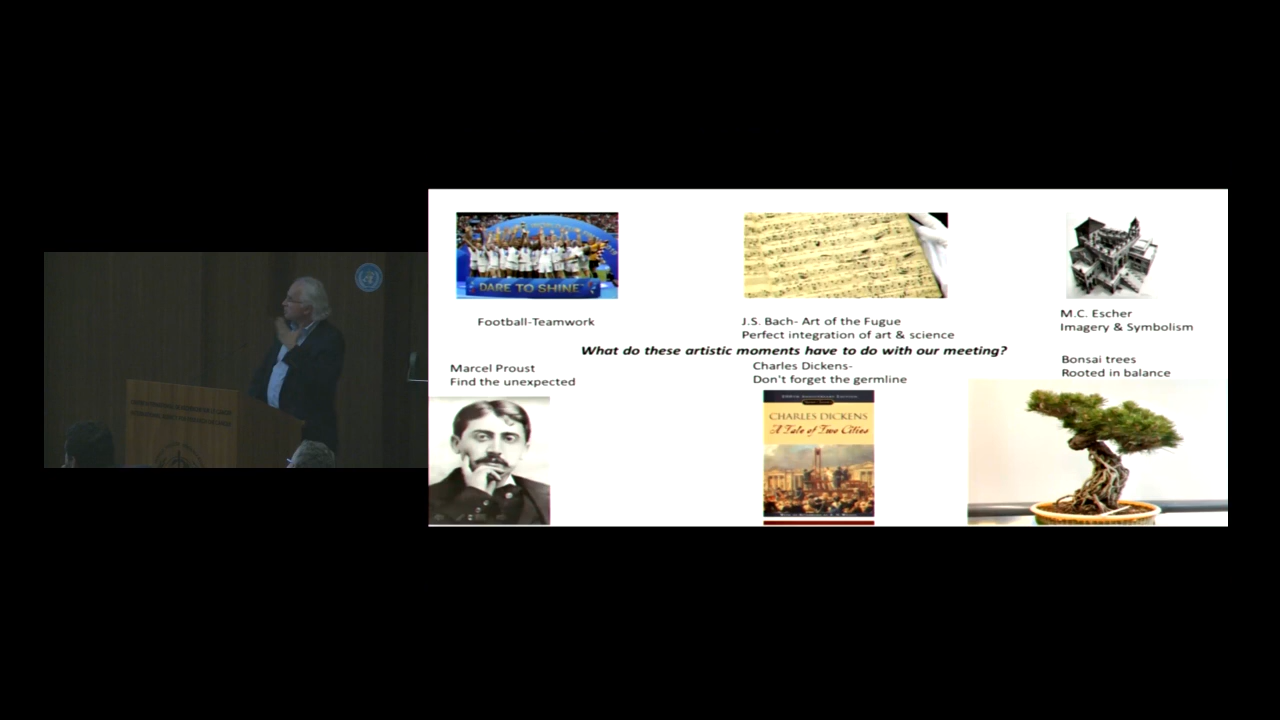 DARE TO SHINE
Football-Teamwork
J.S. Bach- Art of the Fugue
Perfect integration of art & science
M.C. Escher
Imagery & Symbolism
What do these artistic moments have to do with our meeting?
Marcel Proust
Find the unexpected
Charles Dickens-
Don't forget the germline
Bonsai trees
Rooted in balance
CHARLES DICKENS
A Tale of Two Cities